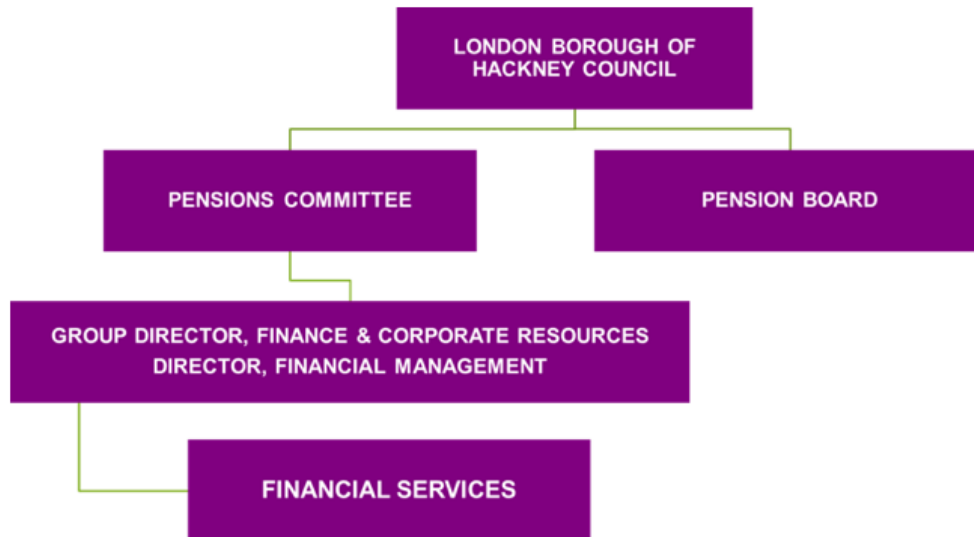 LONDON BOROUGH OF
HACKNEY COUNCIL
PENSIONS COMMITTEE
PENSION BOARD
GROUP DIRECTOR, FINANCE & CORPORATE RESOURCES
DIRECTOR, FINANCIAL MANAGEMENT
FINANCIAL SERVICES